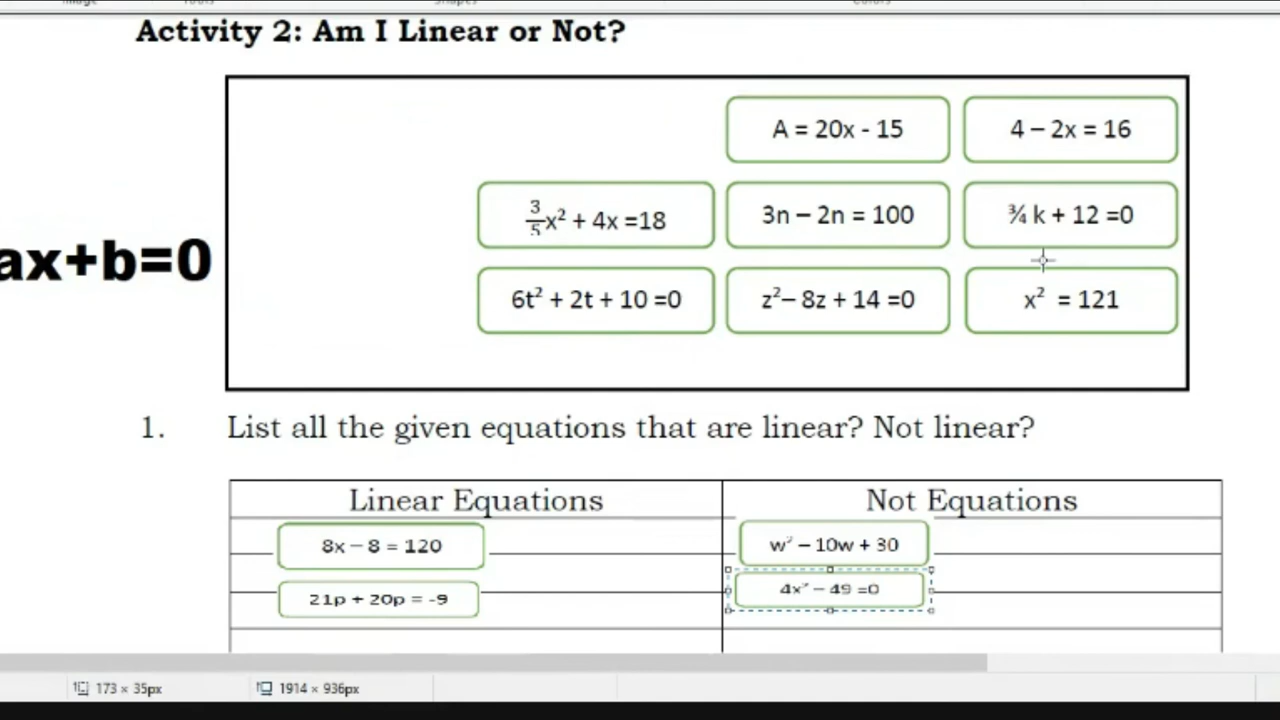 Activity 2: Am I Linear or Not?
A = 20x - 15
4 – 2x = 16
3/5 x² + 4x =18
3n – 2n = 100
¾ k + 12 =0
ax+b=0
6t² + 2t + 10 =0
z²– 8z + 14 =0
x² = 121
1. List all the given equations that are linear? Not linear?
Linear Equations
Not Equations
8x – 8 = 120
w² – 10w + 30
21p + 20p = -9
4x² – 49 =0
173 × 35px
1914 × 936px